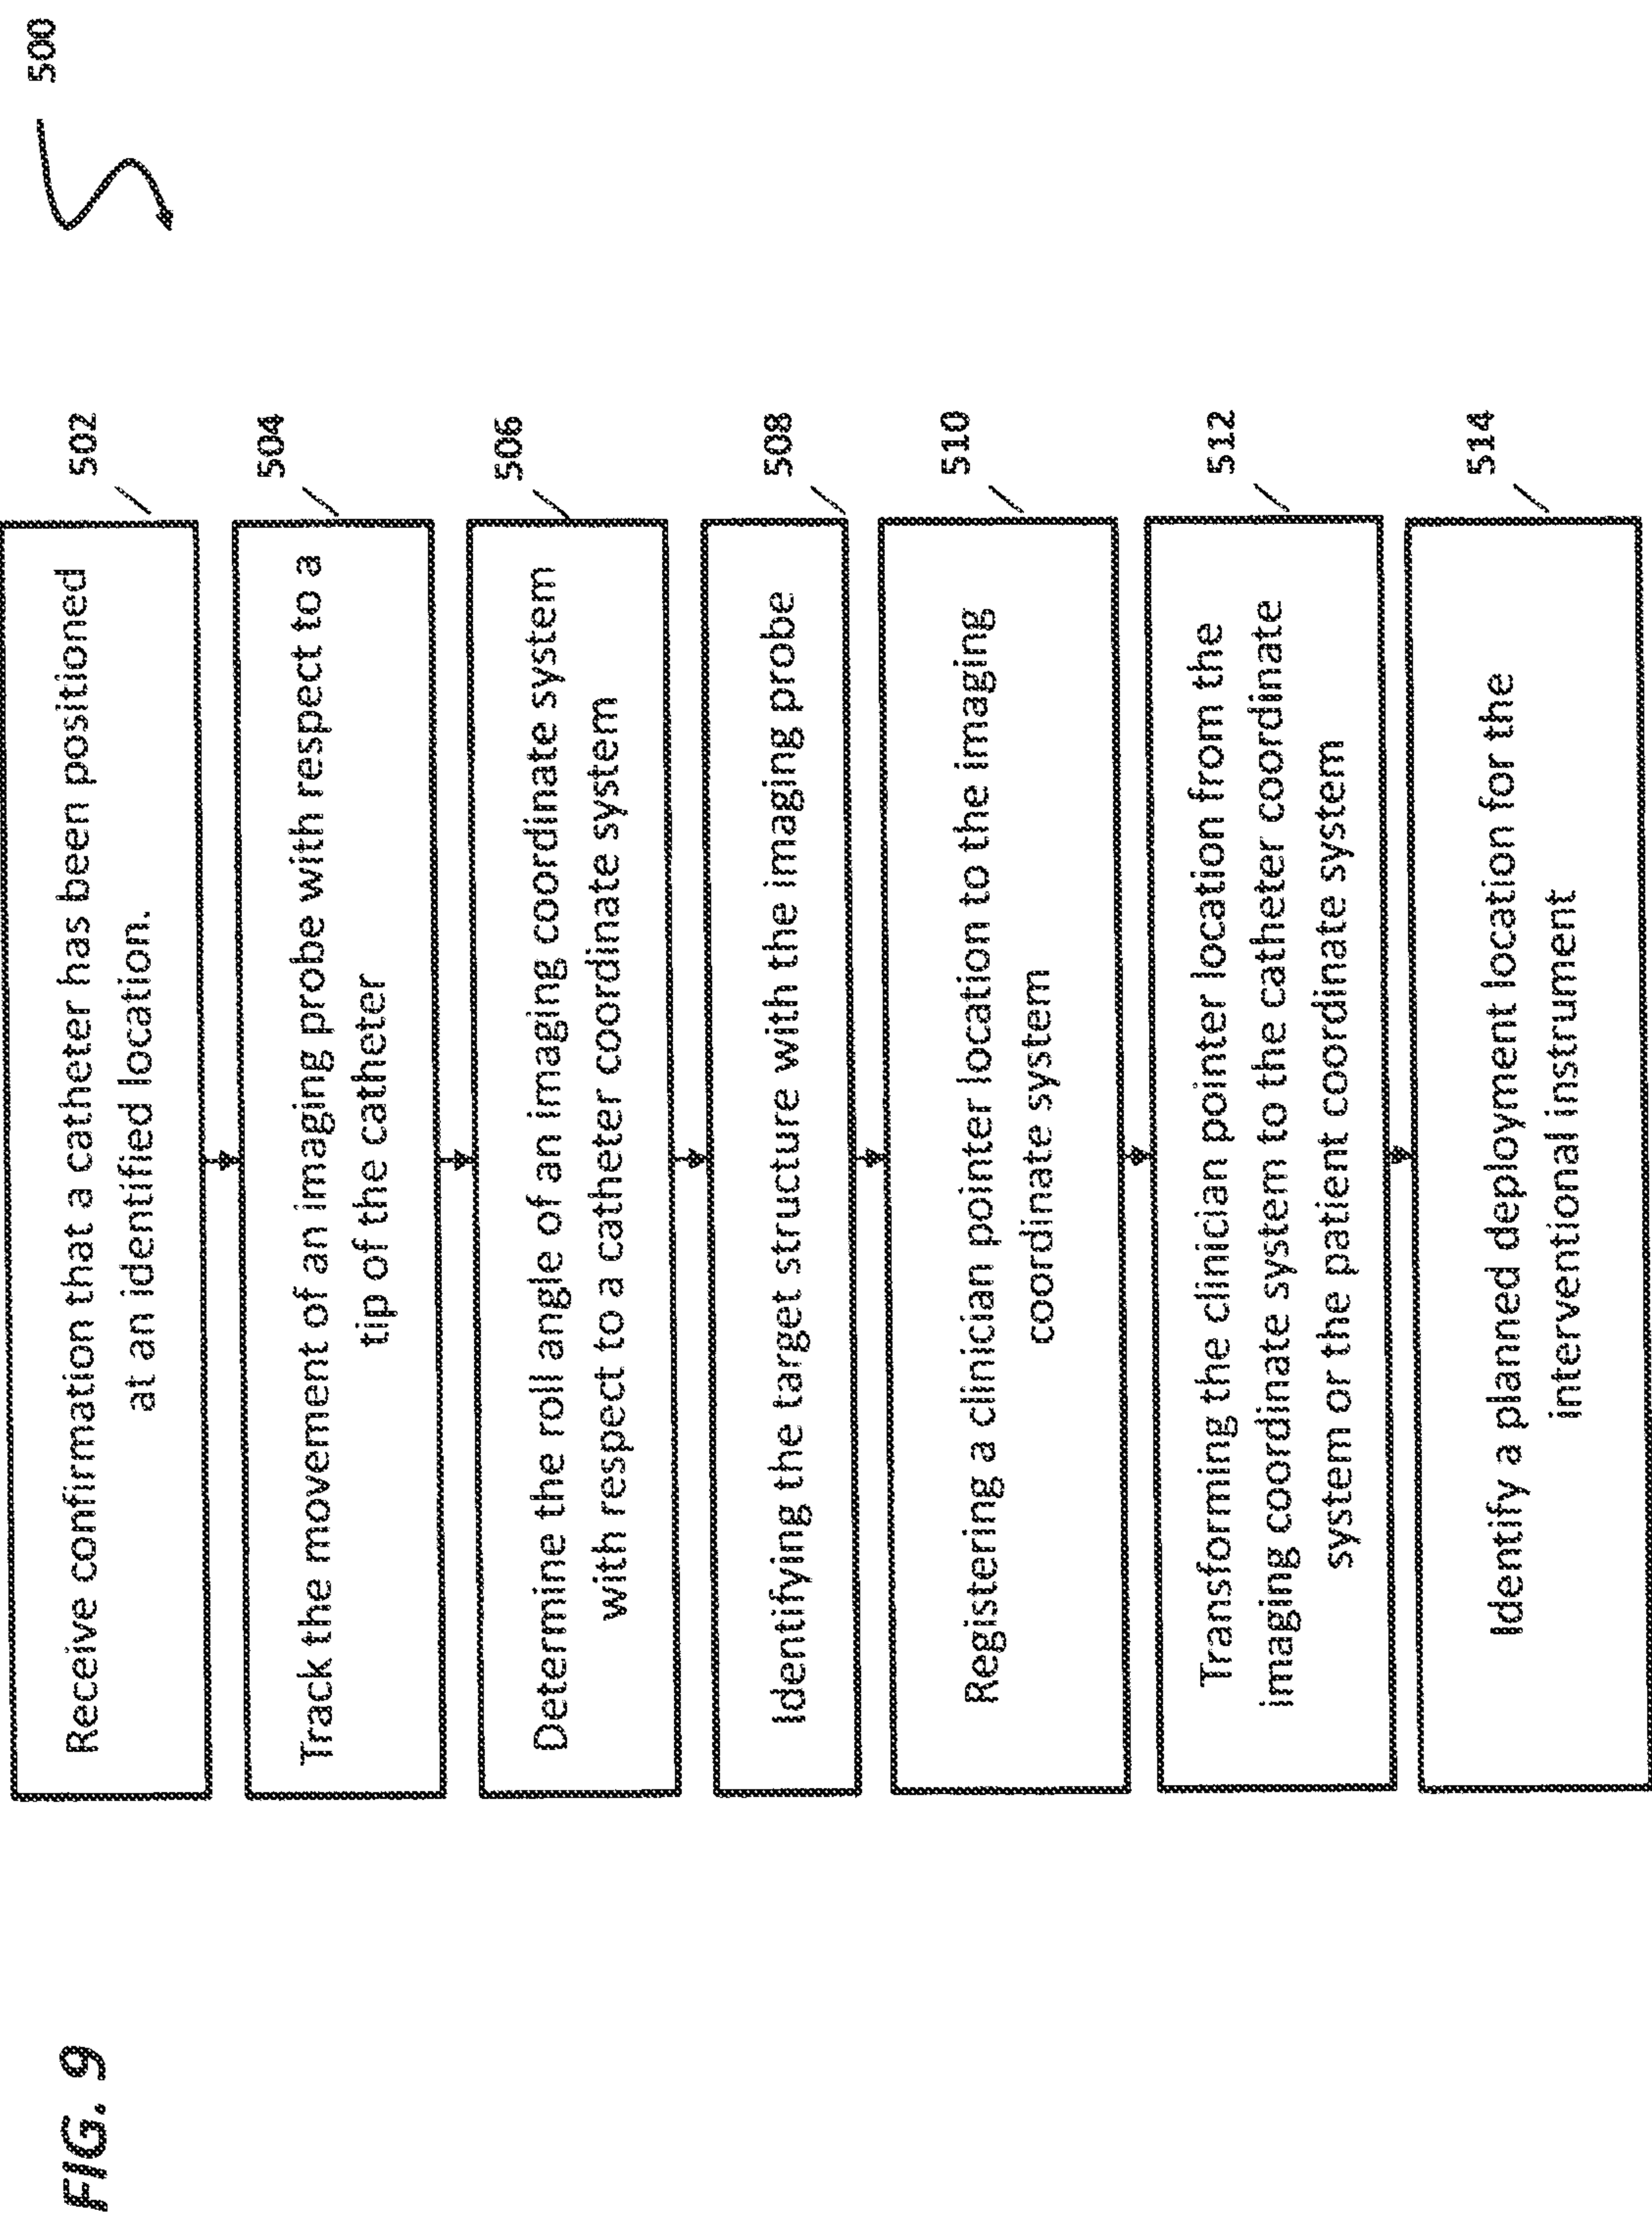 FIG. 9
500
502
Receive confirmation that a catheter has been positioned
at an identified location.
504
Track the movement of an imaging probe with respect to a
tip of the catheter
506
Determine the roll angle of an imaging coordinate system
with respect to a catheter coordinate system
508
Identifying the target structure with the imaging probe
510
Registering a clinician pointer location to the imaging
coordinate system
512
Transforming the clinician pointer location from the
imaging coordinate system to the catheter coordinate
system or the patient coordinate system
514
Identify a planned deployment location for the
interventional instrument